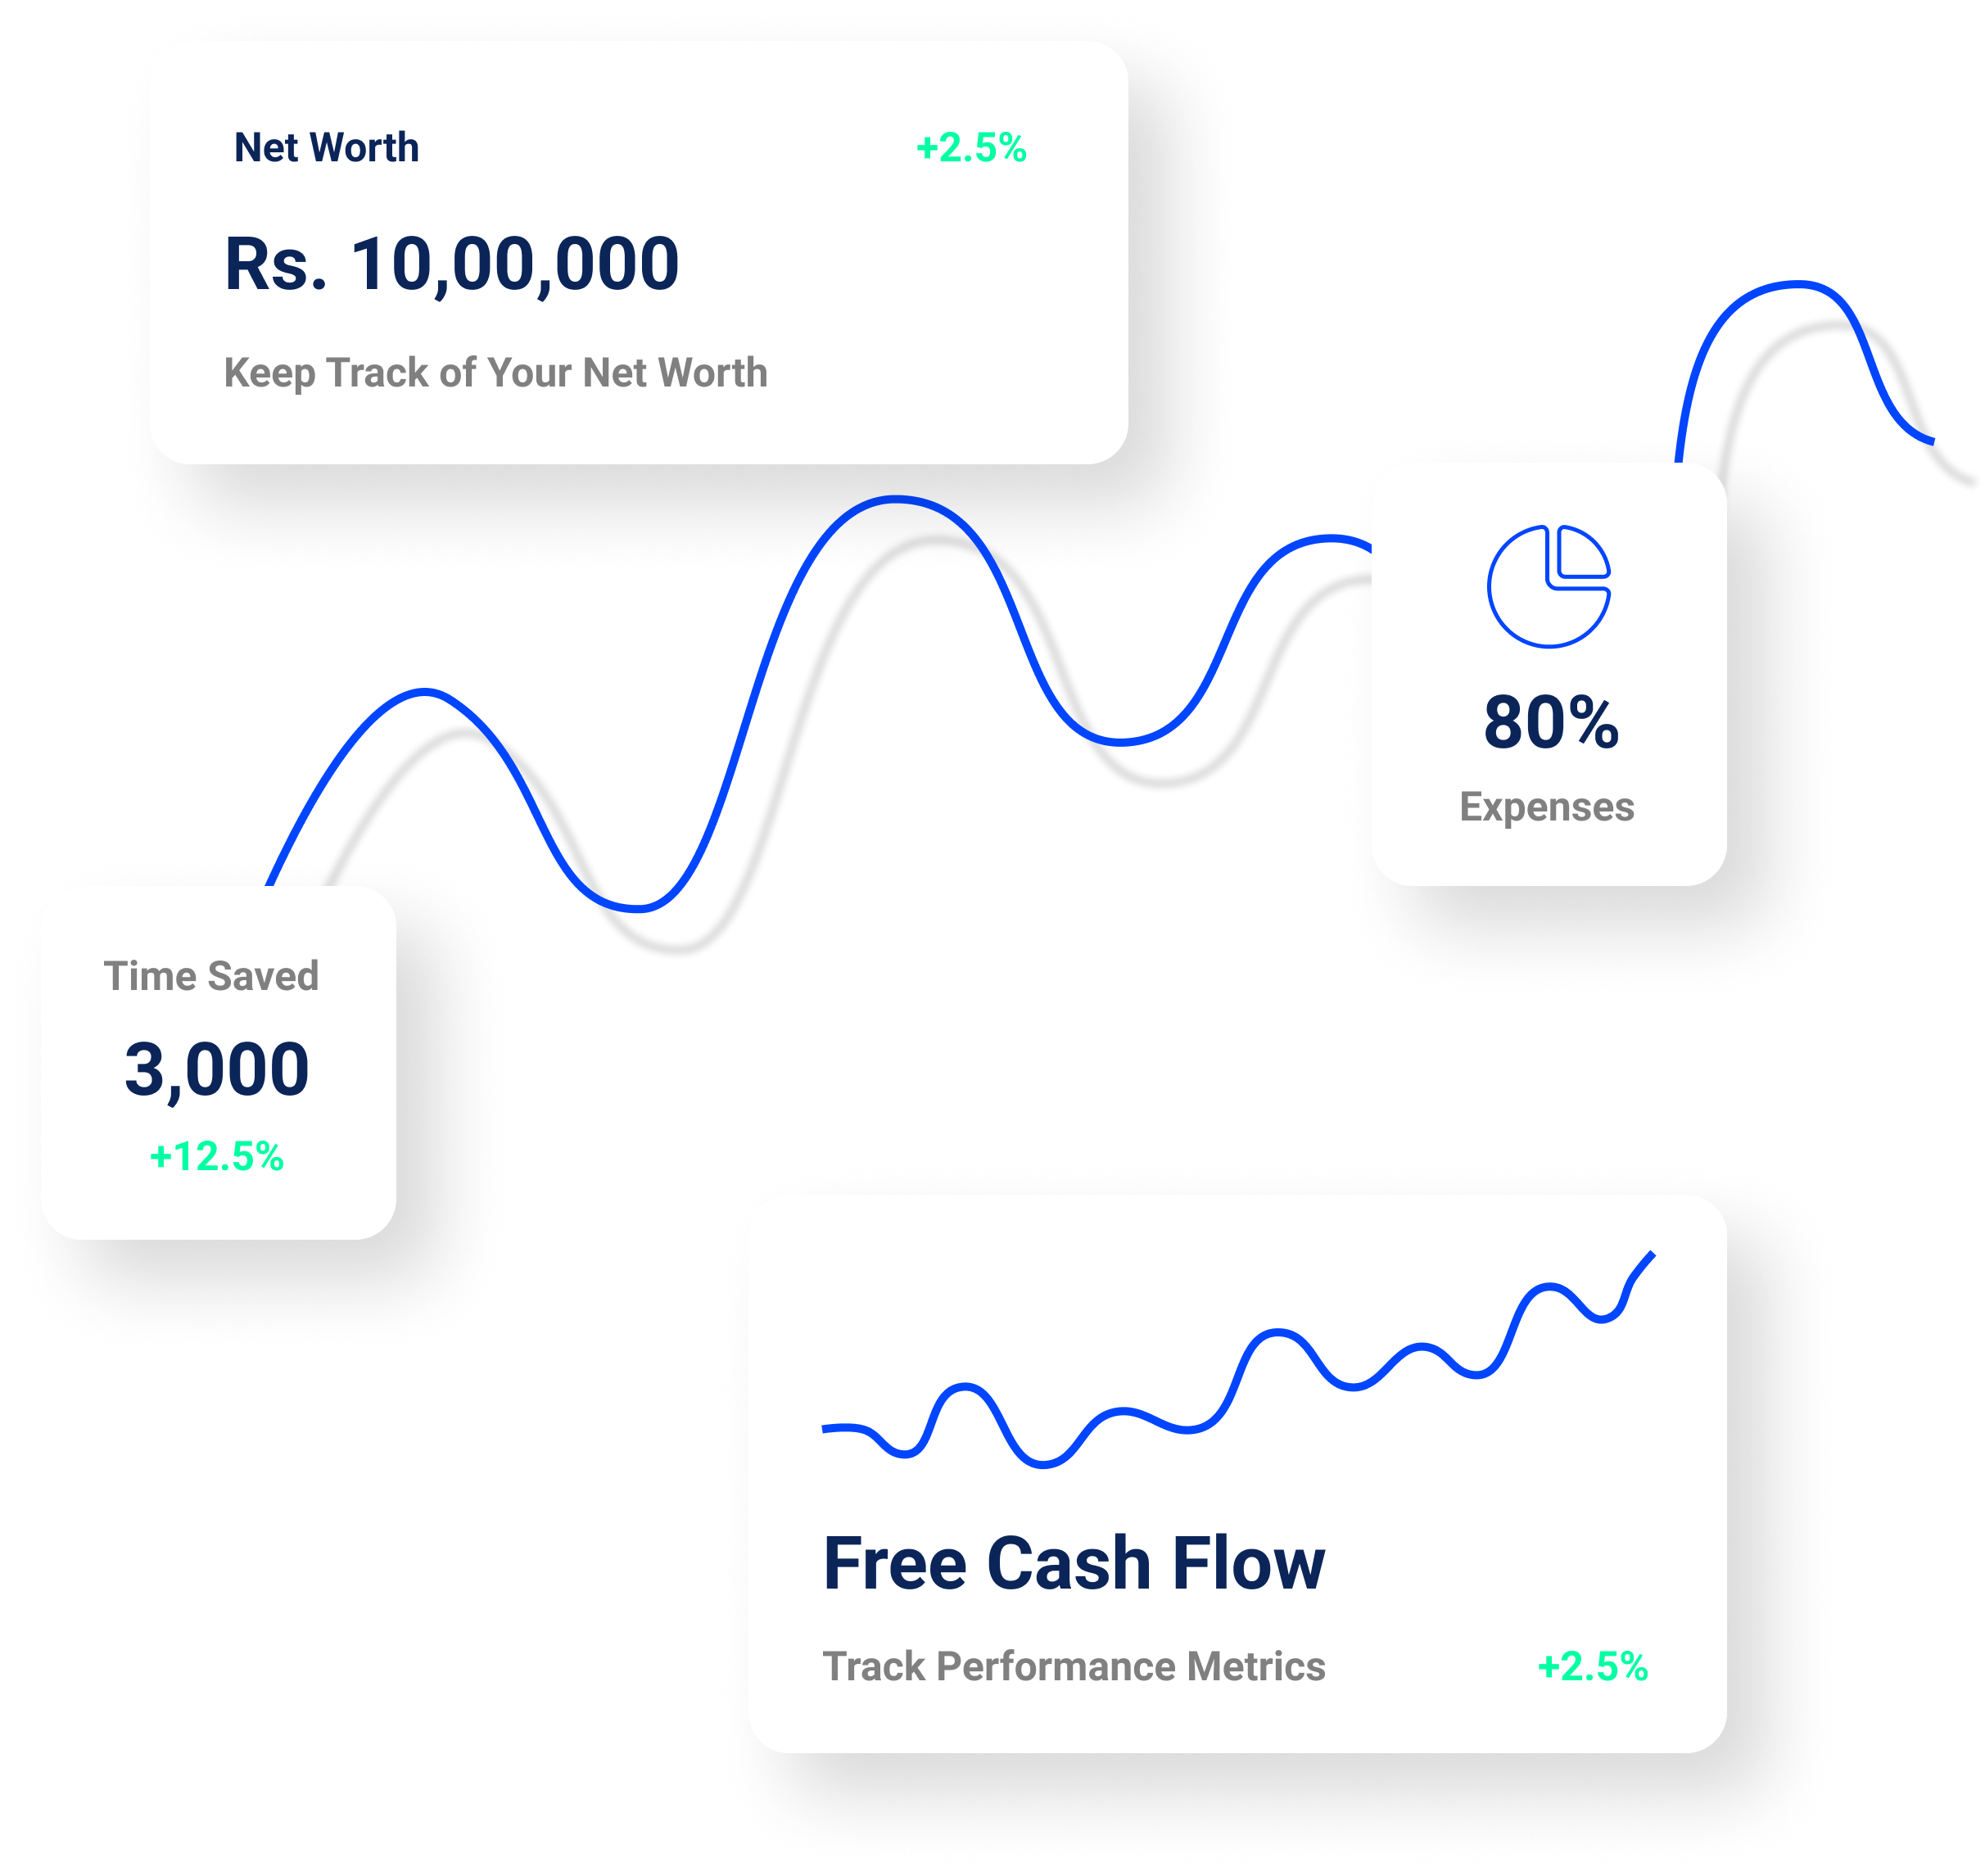 Net Worth
+2.5%
Rs. 10,00,000
Keep Track of Your Net Worth
80%
Expenses
Time Saved
3,000
+12.5%
Free Cash Flow
Track Performance Metrics
+2.5%